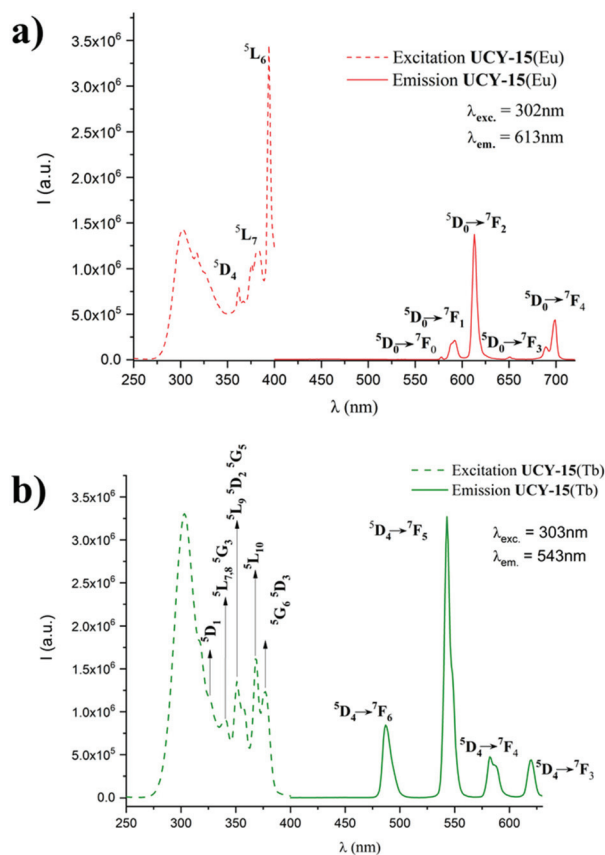 a)
I (a.u.)
3.5x10⁶
3.0x10⁶
2.5x10⁶
2.0x10⁶
1.5x10⁶
1.0x10⁶
5.0x10⁵
0.0
⁵L₆
⁵L₇
⁵D₄
Excitation UCY-15(Eu)
Emission UCY-15(Eu)
λexc. = 302nm
λem. = 613nm
⁵D₀→⁷F₂
⁵D₀→⁷F₄
⁵D₀→⁷F₁
⁵D₀→⁷F₀
⁵D₀→⁷F₃
250 300 350 400 450 500 550 600 650 700
λ (nm)
b)
I (a.u.)
3.5x10⁶
3.0x10⁶
2.5x10⁶
2.0x10⁶
1.5x10⁶
1.0x10⁶
5.0x10⁵
0.0
⁵D₁
⁵L₇,₈ ⁵G₃
⁵L₉ ⁵D₂ ⁵G₅
⁵L₁₀
⁵G₆ ⁵D₃
Excitation UCY-15(Tb)
Emission UCY-15(Tb)
λexc. = 303nm
λem. = 543nm
⁵D₄→⁷F₅
⁵D₄→⁷F₆
⁵D₄→⁷F₄
⁵D₄→⁷F₃
250 300 350 400 450 500 550 600
λ (nm)